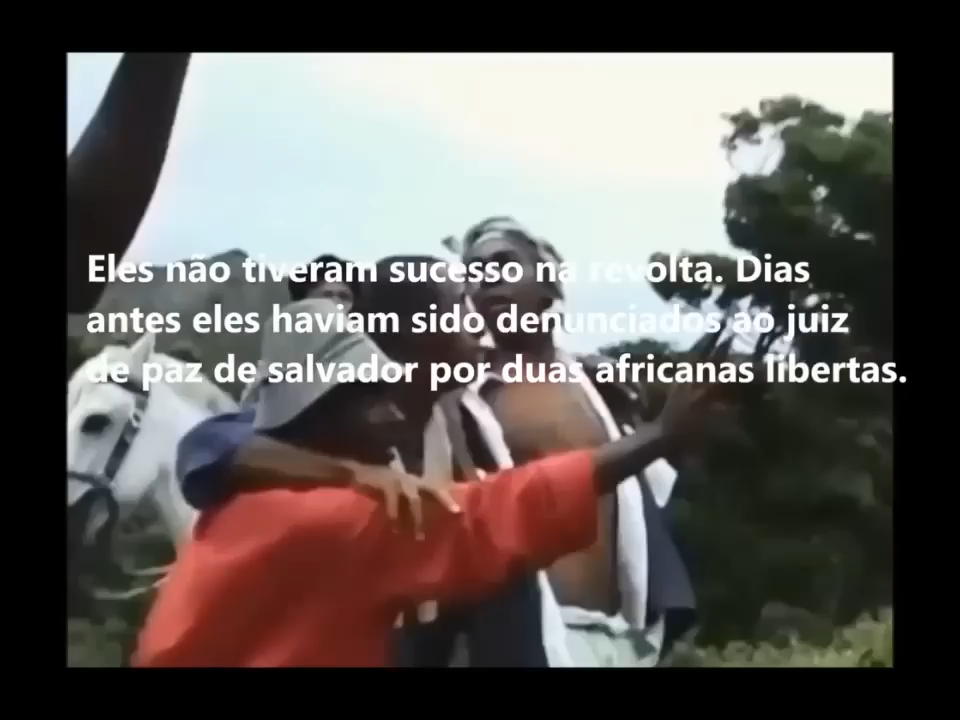 Eles não tiveram sucesso na revolta. Dias
antes eles haviam sido denunciados ao juiz
de paz de salvador por duas africanas libertas.